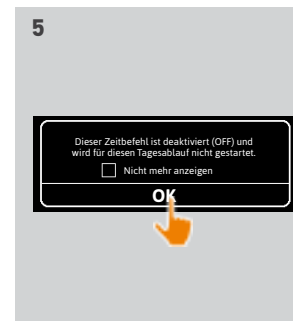 5
Dieser Zeitbefehl ist deaktiviert (OFF) und
wird für diesen Tagesablauf nicht gestartet.
Nicht mehr anzeigen
OK